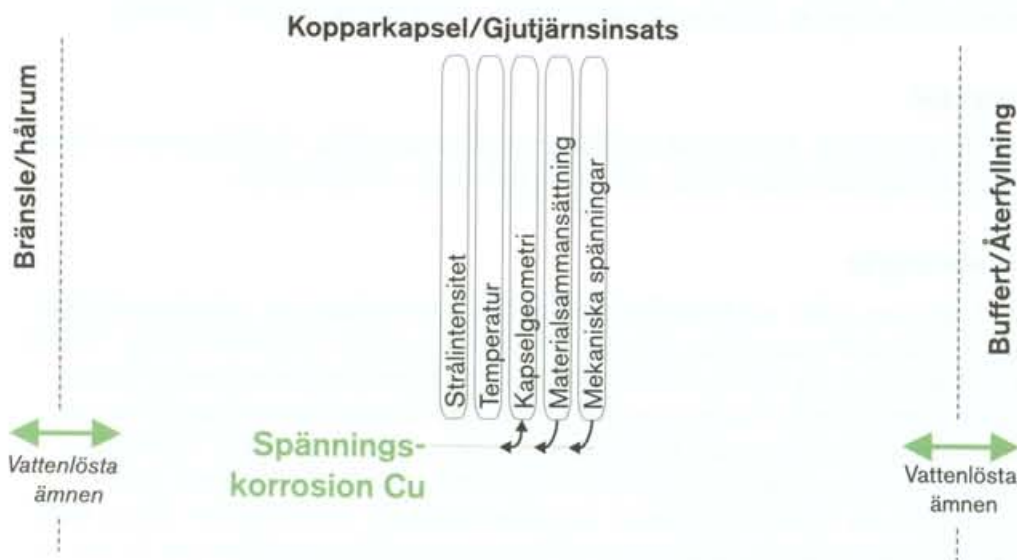 Kopparkapsel/Gjutjärnsinsats
Bränsle/hålrum
Strålintensitet
Temperatur
Kapselgeometri
Materialsammansättning
Mekaniska spänningar
Buffert/Återfyllning
Spännings-
korrosion Cu
Vattenlösta
ämnen
Vattenlösta
ämnen